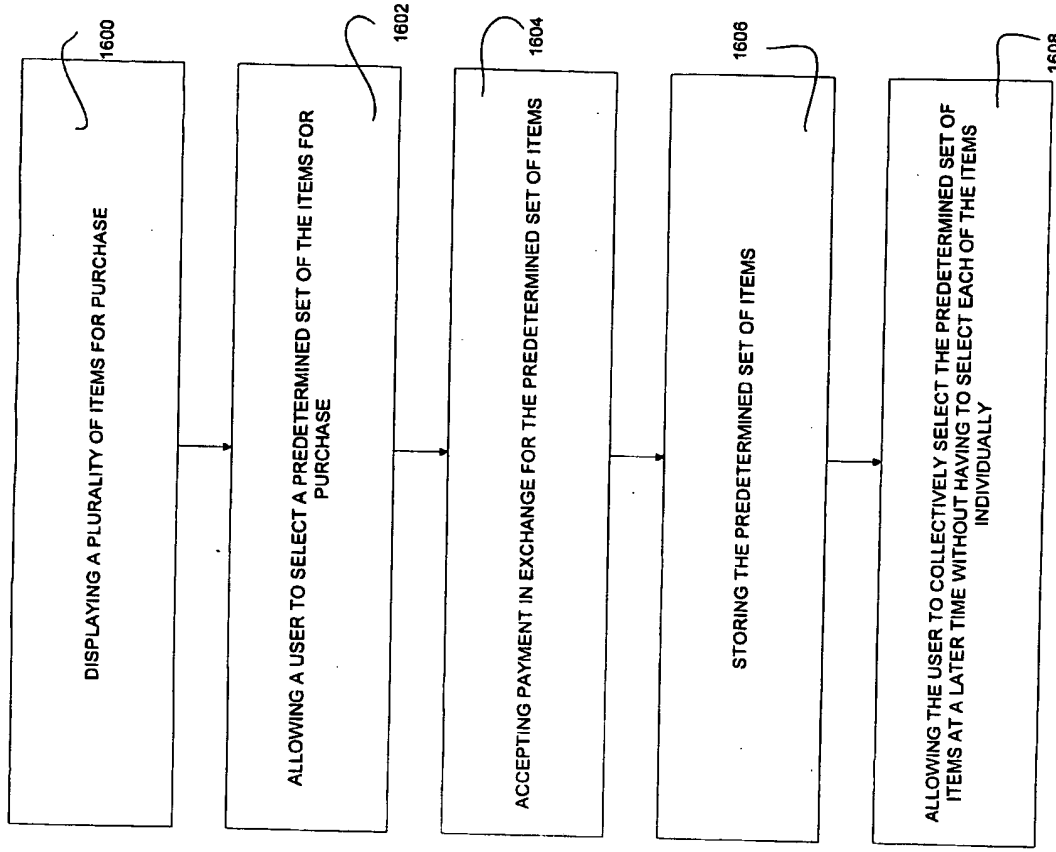 1600
DISPLAYING A PLURALITY OF ITEMS FOR PURCHASE
1602
ALLOWING A USER TO SELECT A PREDETERMINED SET OF THE ITEMS FOR
PURCHASE
1604
ACCEPTING PAYMENT IN EXCHANGE FOR THE PREDETERMINED SET OF ITEMS
1606
STORING THE PREDETERMINED SET OF ITEMS
1608
ALLOWING THE USER TO COLLECTIVELY SELECT THE PREDETERMINED SET OF
ITEMS AT A LATER TIME WITHOUT HAVING TO SELECT EACH OF THE ITEMS
INDIVIDUALLY